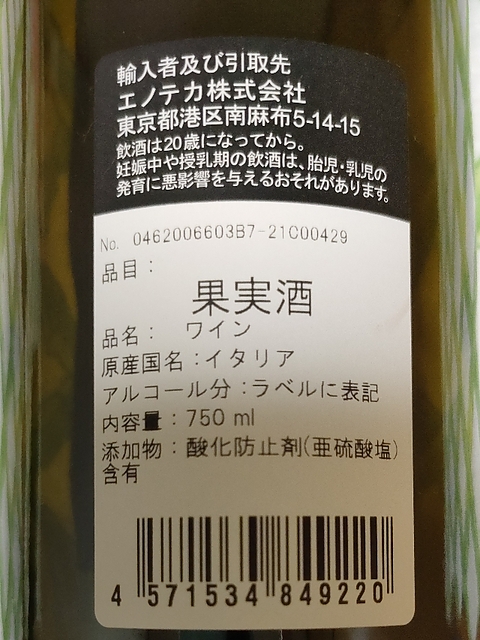 輸入者及び引取先
エノテカ株式会社
東京都港区南麻布5-14-15
飲酒は20歳になってから。
妊娠中や授乳期の飲酒は、胎児・乳児の
発育に悪影響を与えるおそれがあります。
No. 0462006603B7-21C00429
品目：
果実酒
品名： ワイン
原産国名：イタリア
アルコール分：ラベルに表記
内容量：750 ml
添加物：酸化防止剤(亜硫酸塩)
含有
4 571534 849220